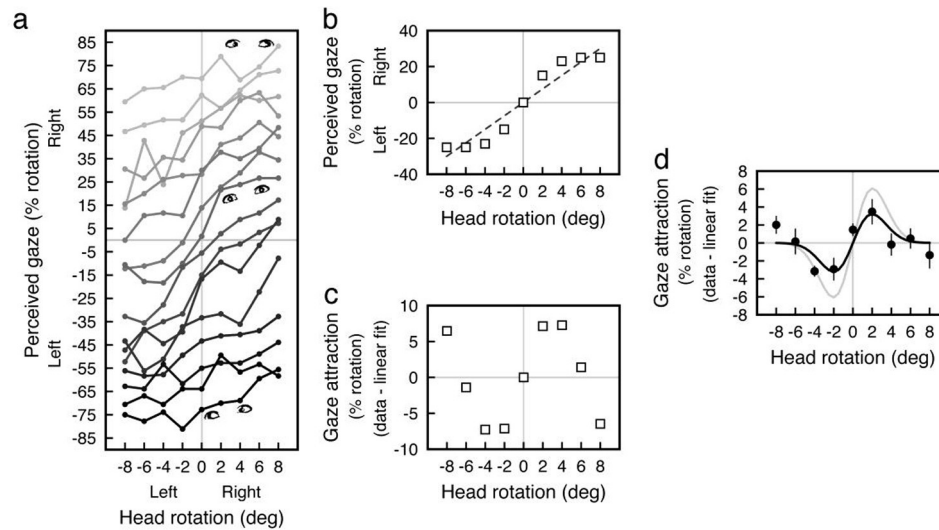 a
Perceived gaze (% rotation)
Left
Right
85
75
65
55
45
35
25
15
5
-5
-15
-25
-35
-45
-55
-65
-75
-85
-8 -6 -4 -2 0 2 4 6 8
Left Right
Head rotation (deg)
b
Perceived gaze
(% rotation)
Left
Right
40
20
0
-20
-40
-8 -6 -4 -2 0 2 4 6 8
Head rotation (deg)
c
Gaze attraction
(% rotation)
(data - linear fit)
10
5
0
-5
-10
-8 -6 -4 -2 0 2 4 6 8
Head rotation (deg)
d
Gaze attraction
(% rotation)
(data - linear fit)
8
6
4
2
0
-2
-4
-6
-8
-8 -6 -4 -2 0 2 4 6 8
Head rotation (deg)